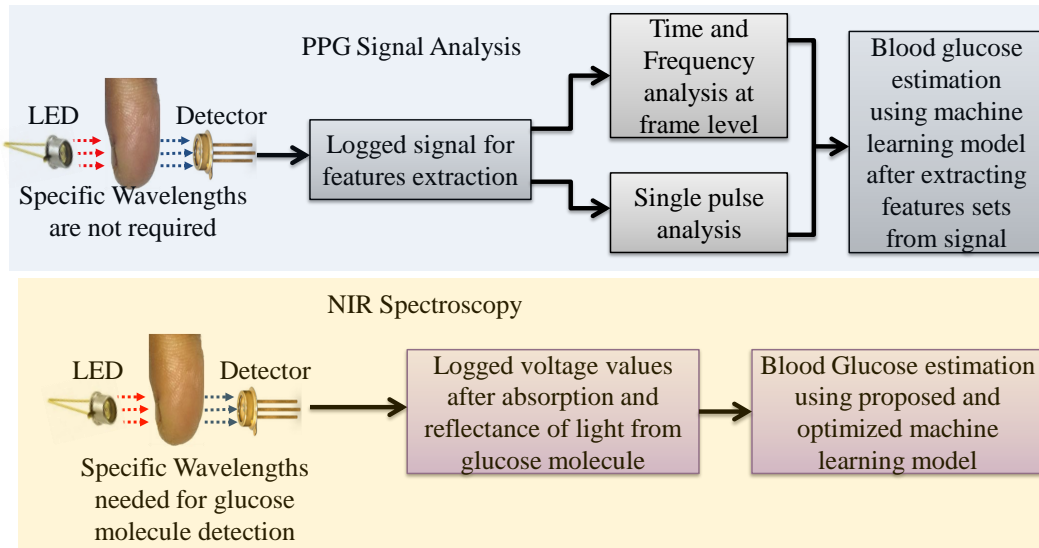 PPG Signal Analysis
LED
Detector
Specific Wavelengths
are not required
Logged signal for
features extraction
Time and
Frequency
analysis at
frame level
Single pulse
analysis
Blood glucose
estimation
using machine
learning model
after extracting
features sets
from signal
NIR Spectroscopy
LED
Detector
Specific Wavelengths
needed for glucose
molecule detection
Logged voltage values
after absorption and
reflectance of light from
glucose molecule
Blood Glucose estimation
using proposed and
optimized machine
learning model